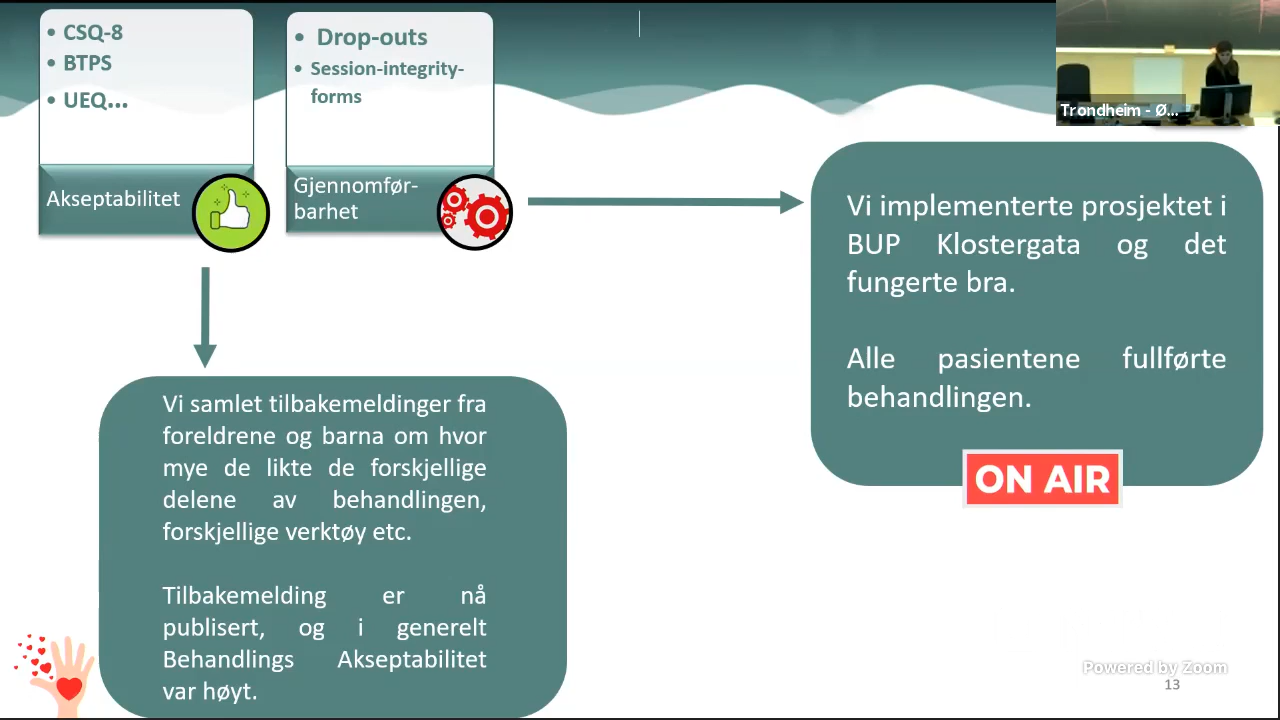 • CSQ-8
• BTPS
• UEQ...
Akseptabilitet
• Drop-outs
• Session-integrity-
forms
Gjennomfør-
barhet
Trondheim - Ø...
Vi implementerte prosjektet i
BUP Klostergata og det
fungerte bra.
Alle pasientene fullførte
behandlingen.
ON AIR
Vi samlet tilbakemeldinger fra
foreldrene og barna om hvor
mye de likte de forskjellige
delene av behandlingen,
forskjellige verktøy etc.
Tilbakemelding er nå
publisert, og i generelt
Behandlings Akseptabilitet
var høyt.
Powered by Zoom
13